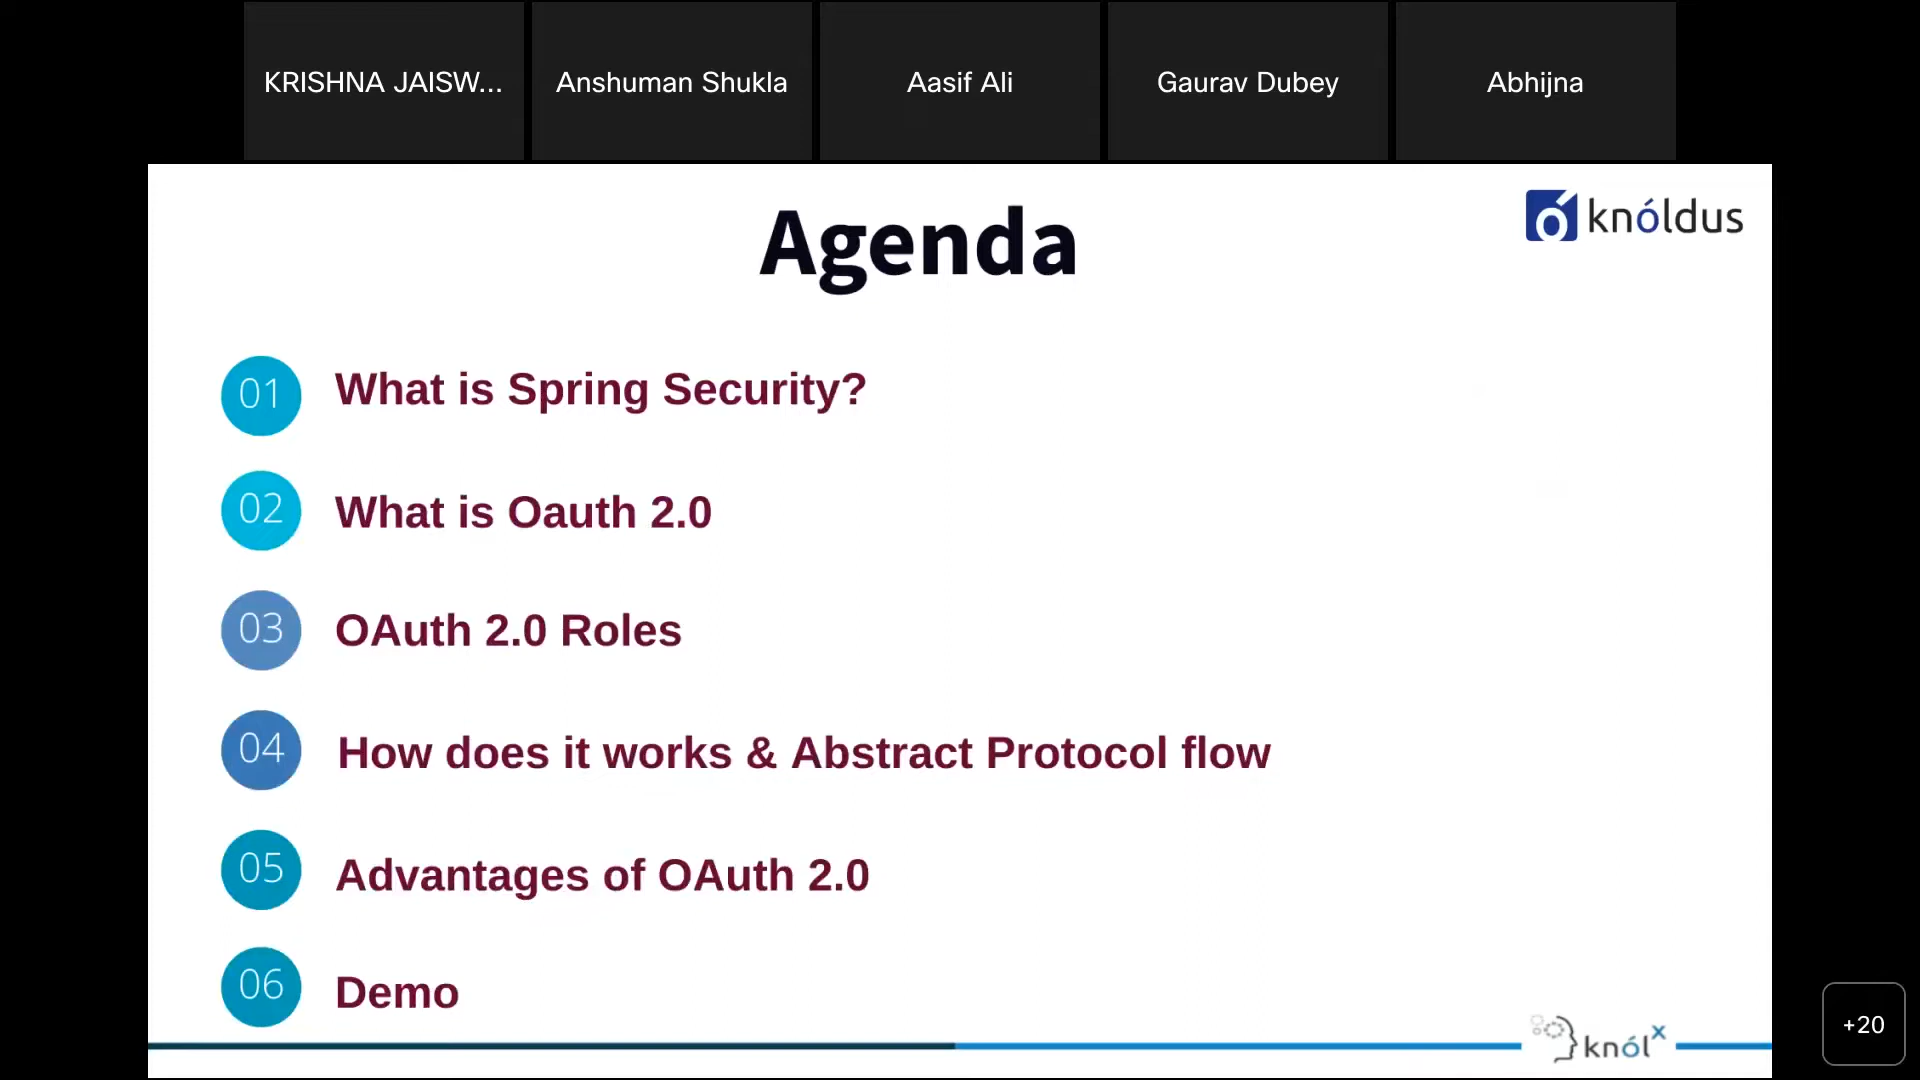 KRISHNA JAISW...
Anshuman Shukla
Aasif Ali
Gaurav Dubey
Abhijna
Agenda
knóldus
01 What is Spring Security?
02 What is Oauth 2.0
03 OAuth 2.0 Roles
04 How does it works & Abstract Protocol flow
05 Advantages of OAuth 2.0
06 Demo
knólx
+20